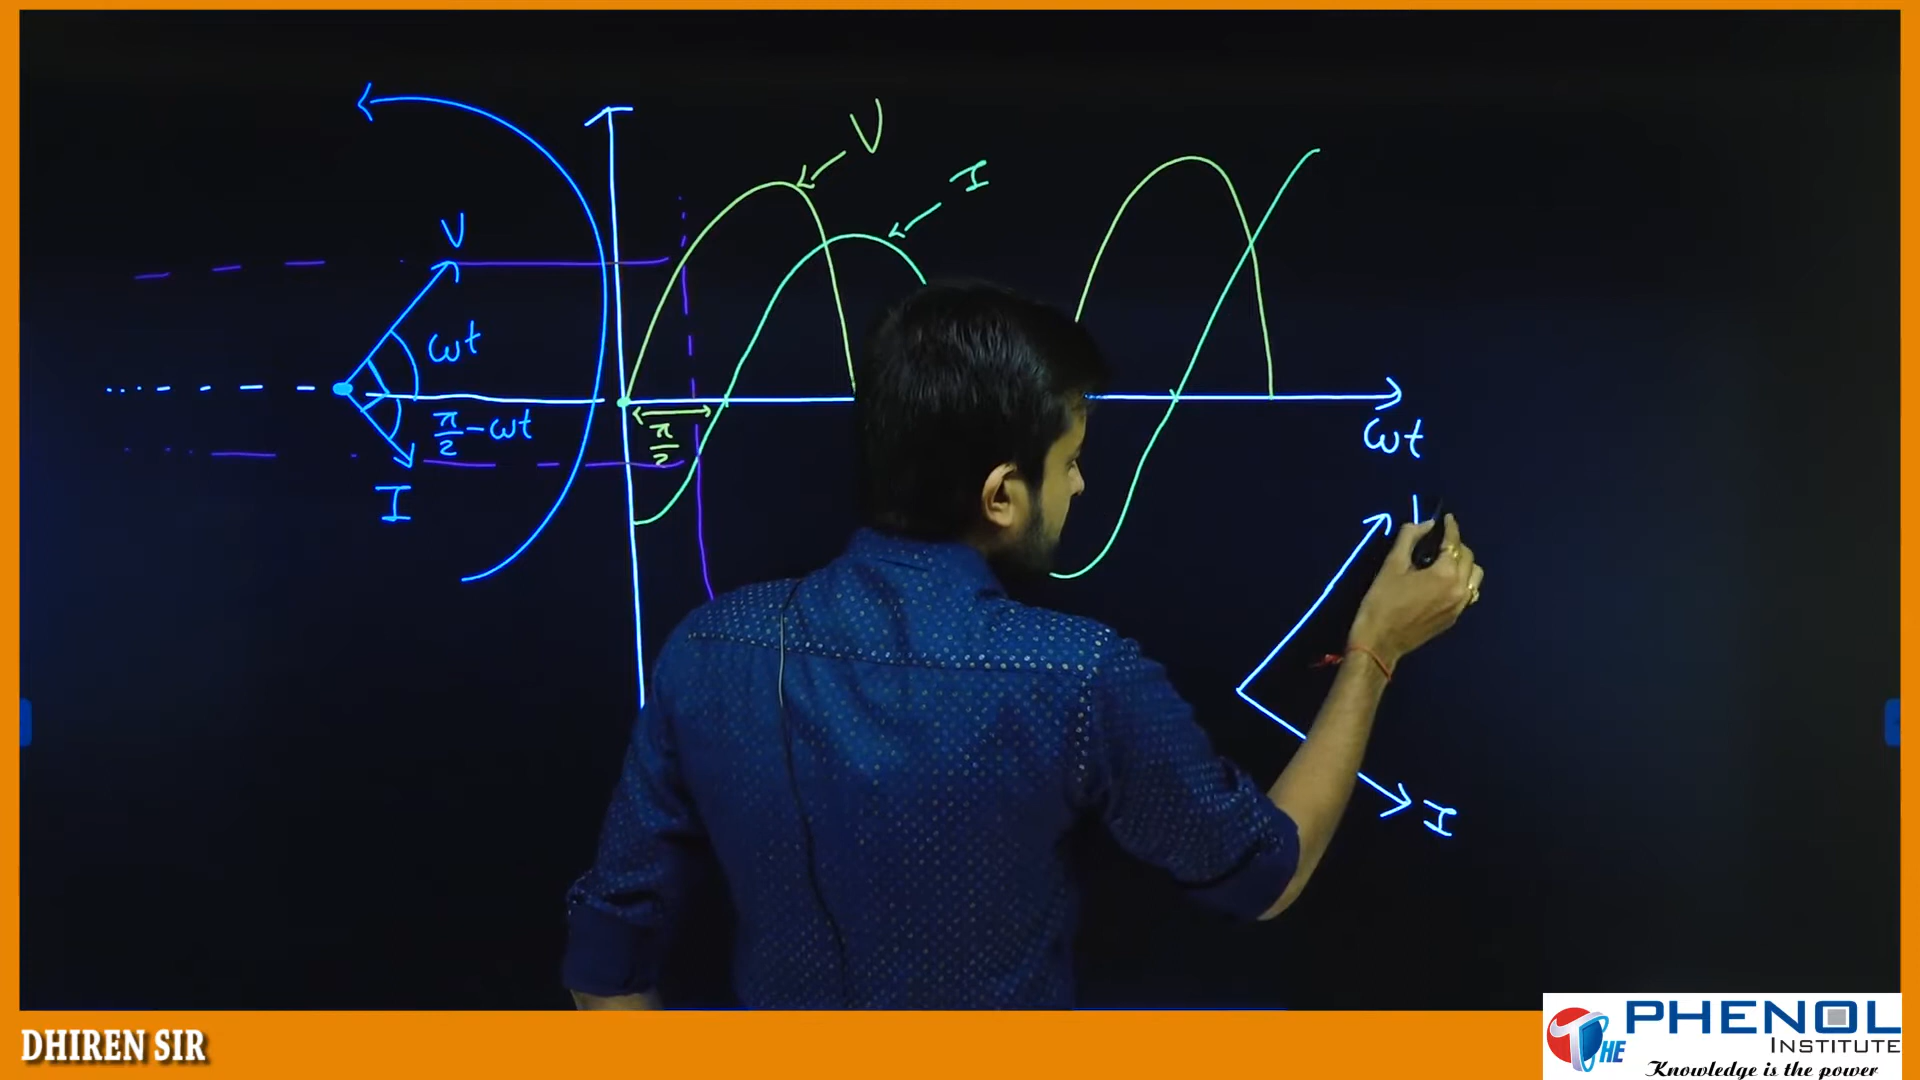 V
I
V
ωt
π/2 - ωt
I
π/2
ωt
I
DHIREN SIR
THE PHENOL
INSTITUTE
Knowledge is the power